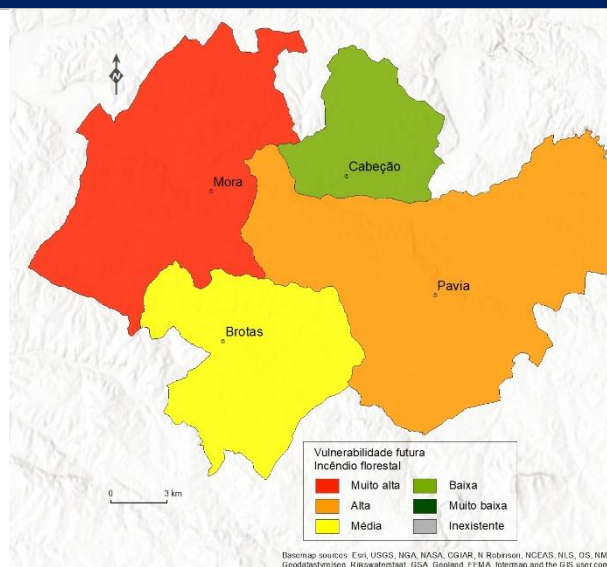 N
Cabeção
Mora
Pavia
Brotas
Vulnerabilidade futura
Incêndio florestal
Muito alta
Baixa
Alta
Muito baixa
Média
Inexistente
0 3 km
Basemap sources: Esri, USGS, NGA, NASA, CGIAR, N Robinson, NCEAS, NLS, OS, NM
Geodatastyrelsen, Rijkswaterstaat, GSA, Geoland, FEMA, Intermap and the GIS user com